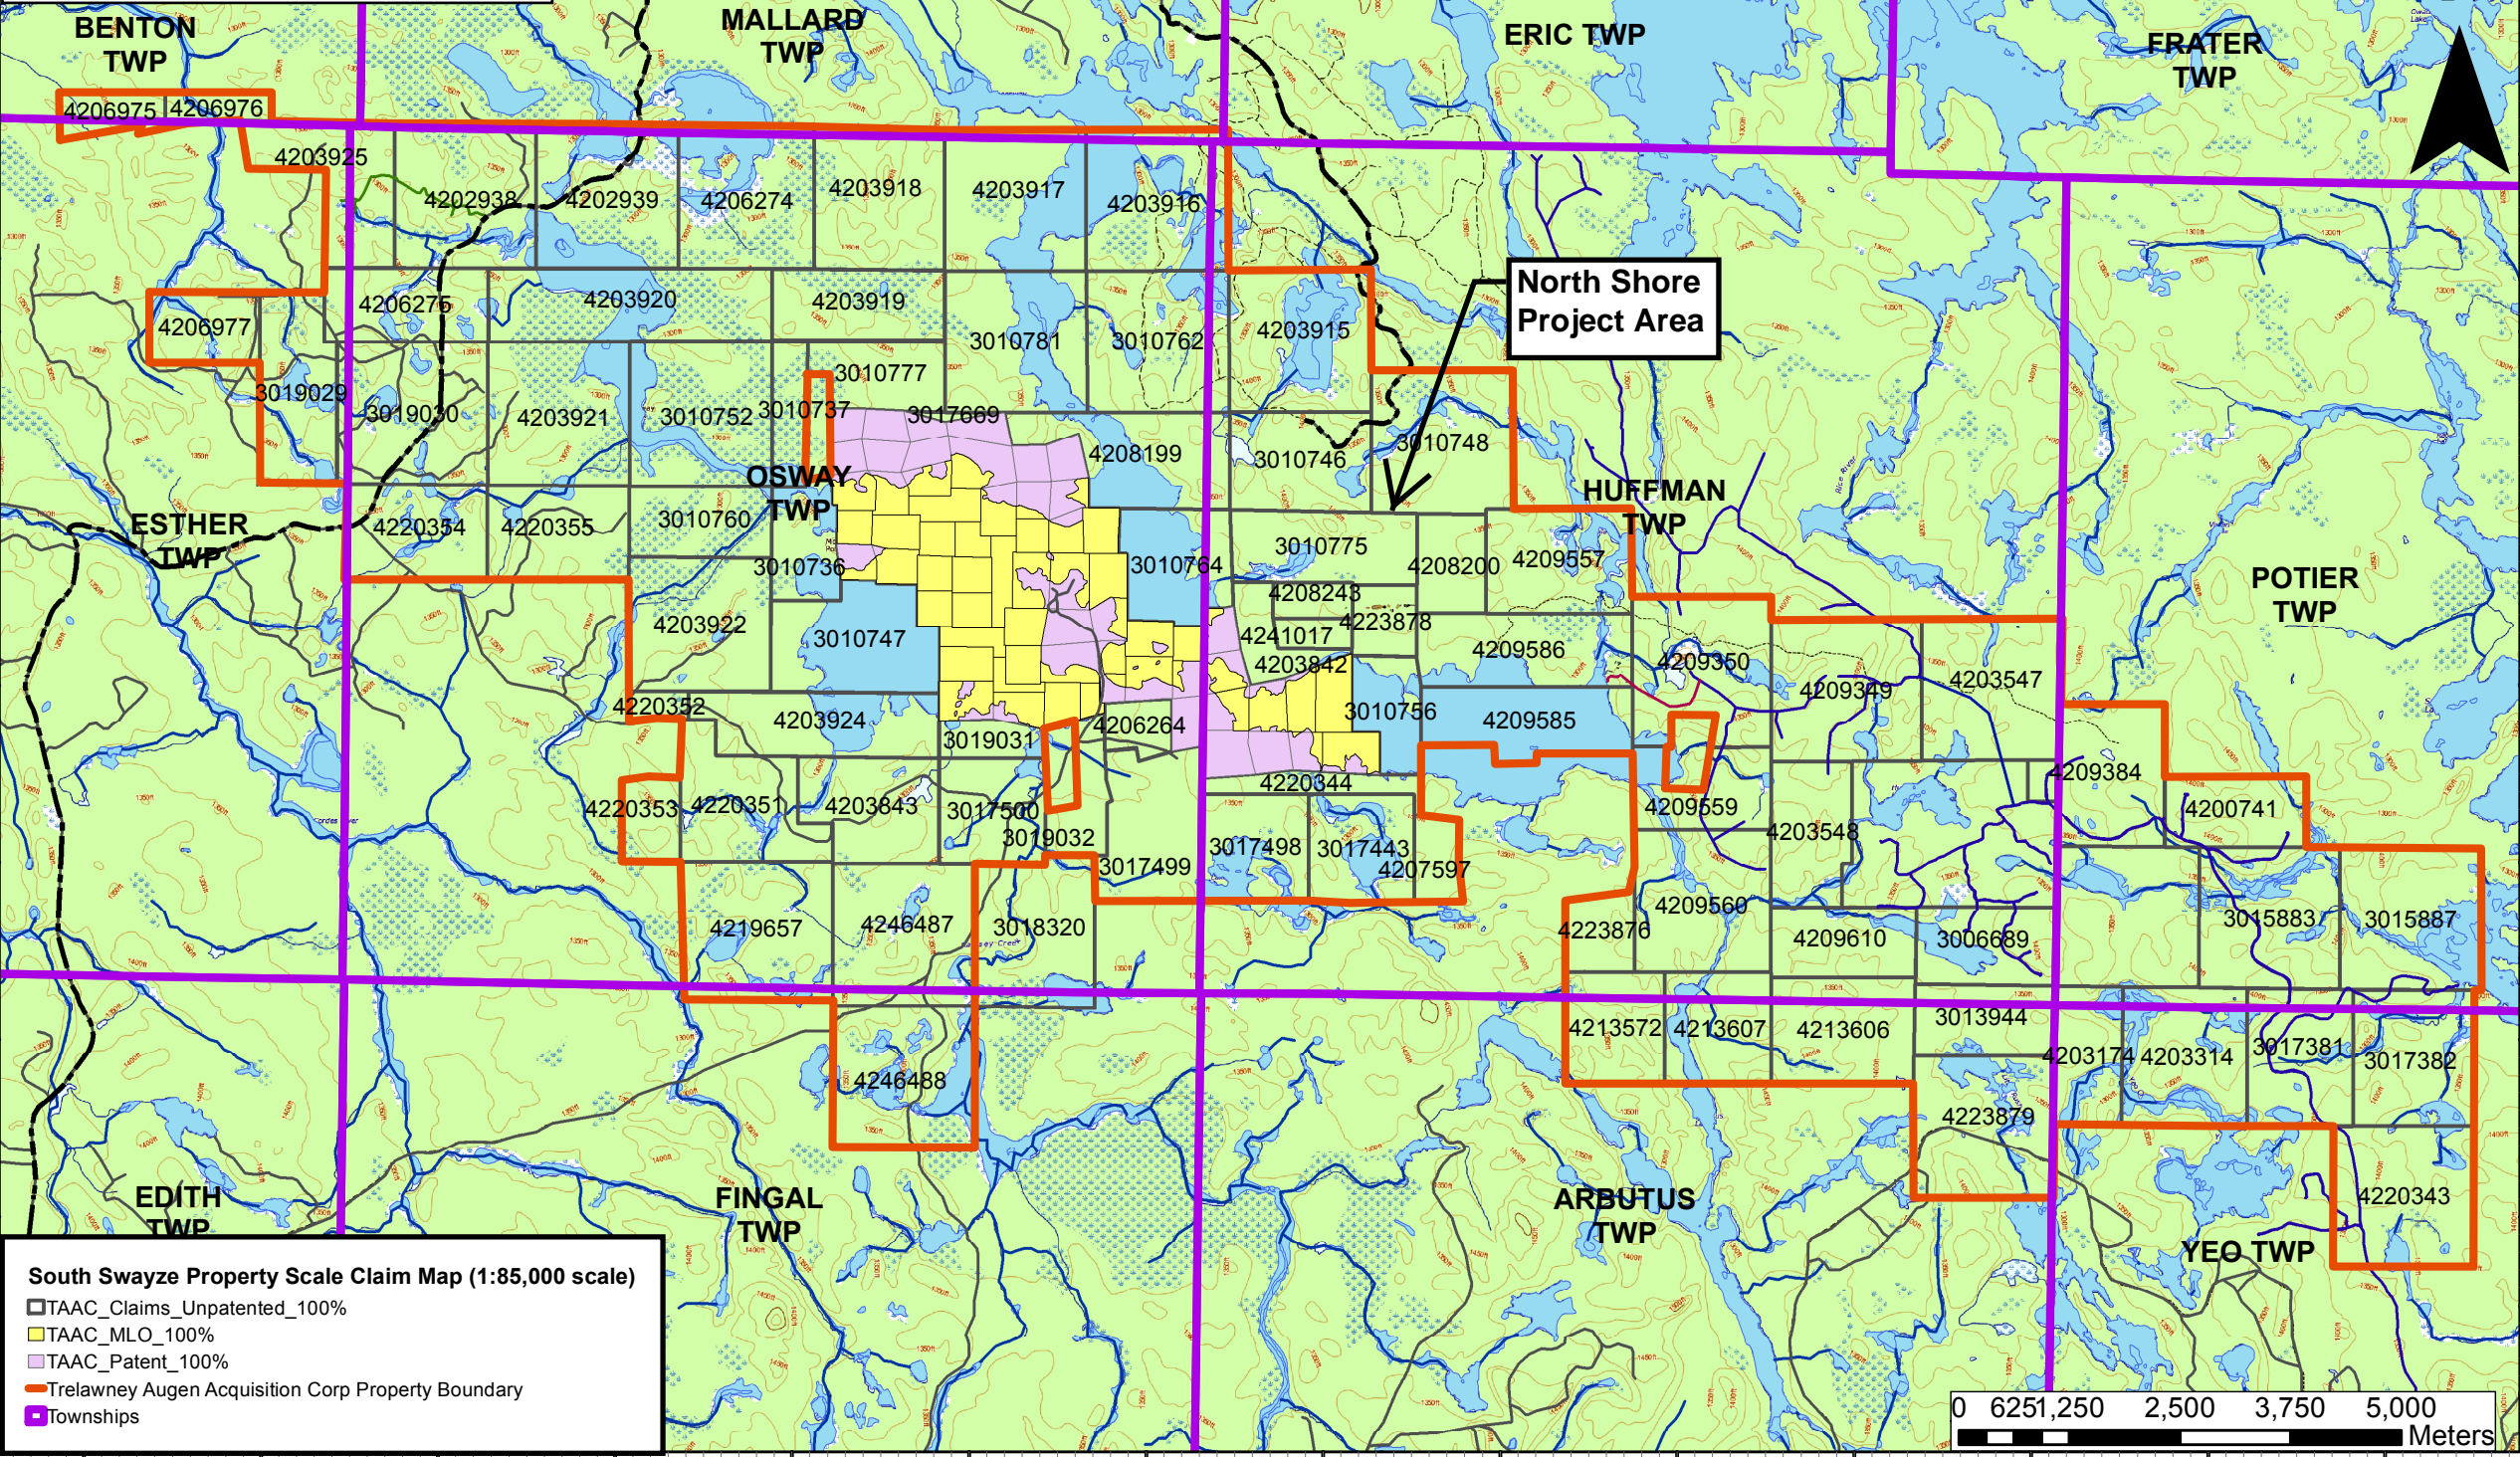 BENTON
TWP
MALLARD
TWP
ERIC TWP
FRATER
TWP
4206975
4206976
4203925
4202938
4202939
4206274
4203918
4203917
4203916
North Shore
Project Area
4206276
4203920
4203919
4206977
3010781
3010762
4203915
3010777
3019029
3019030
4203921
3010752
3010737
3017669
4208199
3010746
3010748
OSWAY
TWP
HUFFMAN
TWP
ESTHER
TWP
4220354
4220355
3010760
3010736
3010764
3010775
4208200
4209557
POTIER
TWP
4208243
4223878
4203922
3010747
4241017
4203842
4209586
4209350
4209349
4203547
4220352
4203924
3019031
4206264
3010756
4209585
4220344
4209384
4220353
4220351
4203843
3017500
3019032
4209559
4200741
4203548
3017499
3017498
3017443
4207597
4219657
4246487
3018320
4223876
4209560
4209610
3006689
3015883
3015887
Rice River
4213572
4213607
4213606
3013944
4203174
4203314
3017381
3017382
4246488
4223879
4220343
EDITH
TWP
FINGAL
TWP
ARBUTUS
TWP
YEO TWP
South Swayze Property Scale Claim Map (1:85,000 scale)
TAAC_Claims_Unpatented_100%
TAAC_MLO_100%
TAAC_Patent_100%
Trelawney Augen Acquisition Corp Property Boundary
Townships
0 625 1,250 2,500 3,750 5,000
Meters